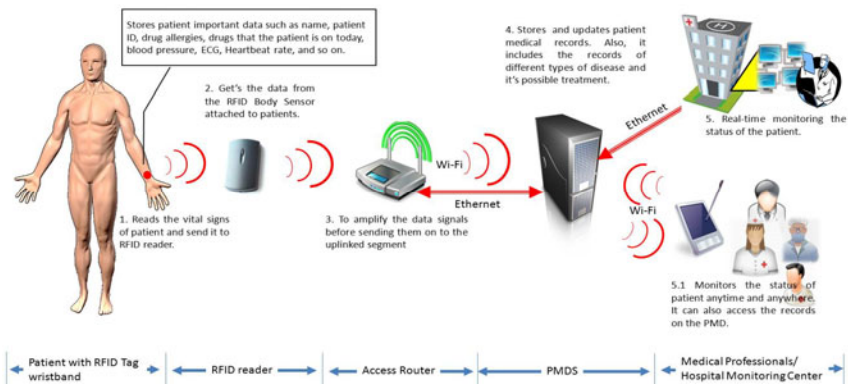 Stores patient important data such as name, patient
ID, drug allergies, drugs that the patient is on today,
blood pressure, ECG, Heartbeat rate, and so on.
2. Get's the data from
the RFID Body Sensor
attached to patients.
4. Stores and updates patient
medical records. Also, it
includes the records of
different types of disease and
it's possible treatment.
H
5. Real-time monitoring the
status of the patient.
Ethernet
Wi-Fi
Ethernet
Wi-Fi
1. Reads the vital signs
of patient and send it to
RFID reader.
3. To amplify the data signals
before sending them on to the
uplinked segment
5.1 Monitors the status of
patient anytime and anywhere.
It can also access the records
on the PMD.
Patient with RFID Tag
wristband
RFID reader
Access Router
PMDS
Medical Professionals/
Hospital Monitoring Center